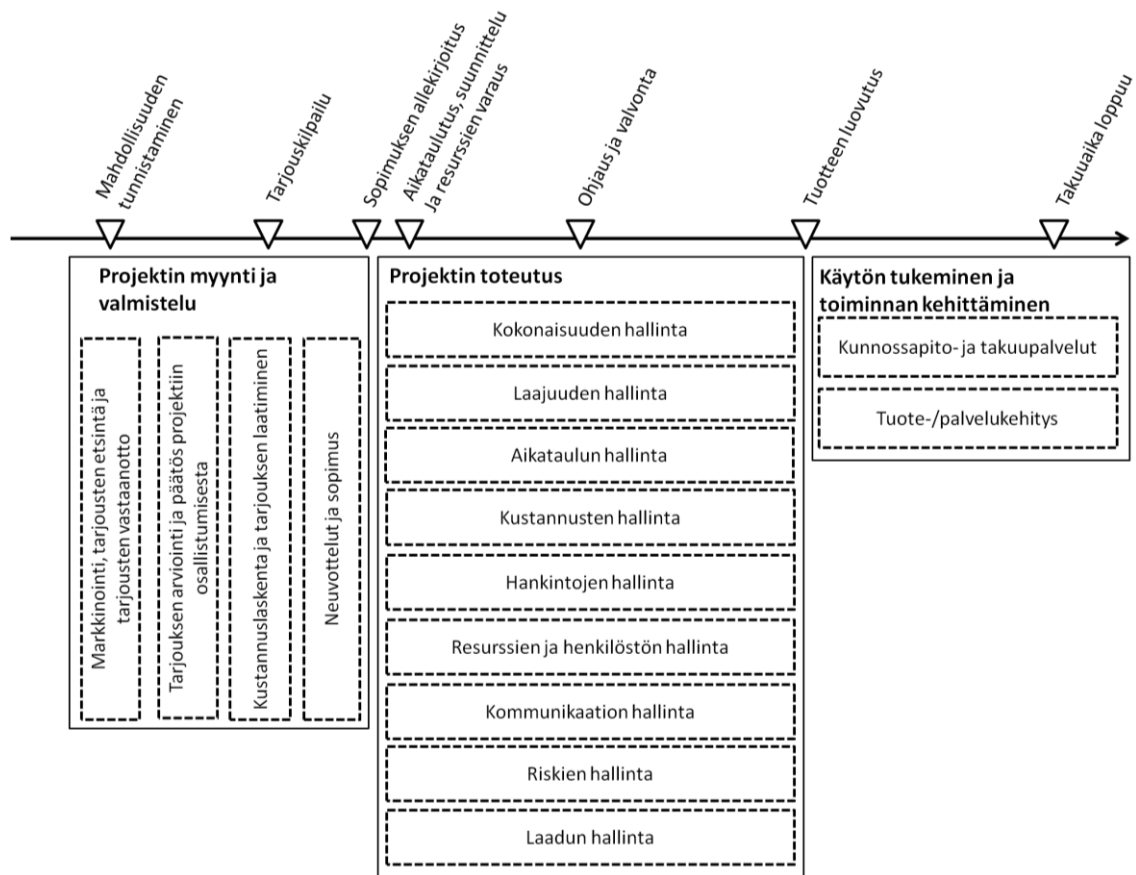 Mahdollisuuden
tunnistaminen
Tarjouskilpailu
Sopimuksen allekirjoitus
Aikataulutus, suunnittelu
Ja resurssien varaus
Ohjaus ja valvonta
Tuotteen luovutus
Takuuaika loppuu
Projektin myynti ja
valmistelu
Markkinointi, tarjousten etsintä ja
tarjousten vastaanotto
Tarjouksen arviointi ja päätös projektiin
osallistumisesta
Kustannuslaskenta ja tarjouksen laatiminen
Neuvottelut ja sopimus
Projektin toteutus
Kokonaisuuden hallinta
Laajuuden hallinta
Aikataulun hallinta
Kustannusten hallinta
Hankintojen hallinta
Resurssien ja henkilöstön hallinta
Kommunikaation hallinta
Riskien hallinta
Laadun hallinta
Käytön tukeminen ja
toiminnan kehittäminen
Kunnossapito- ja takuupalvelut
Tuote-/palvelukehitys